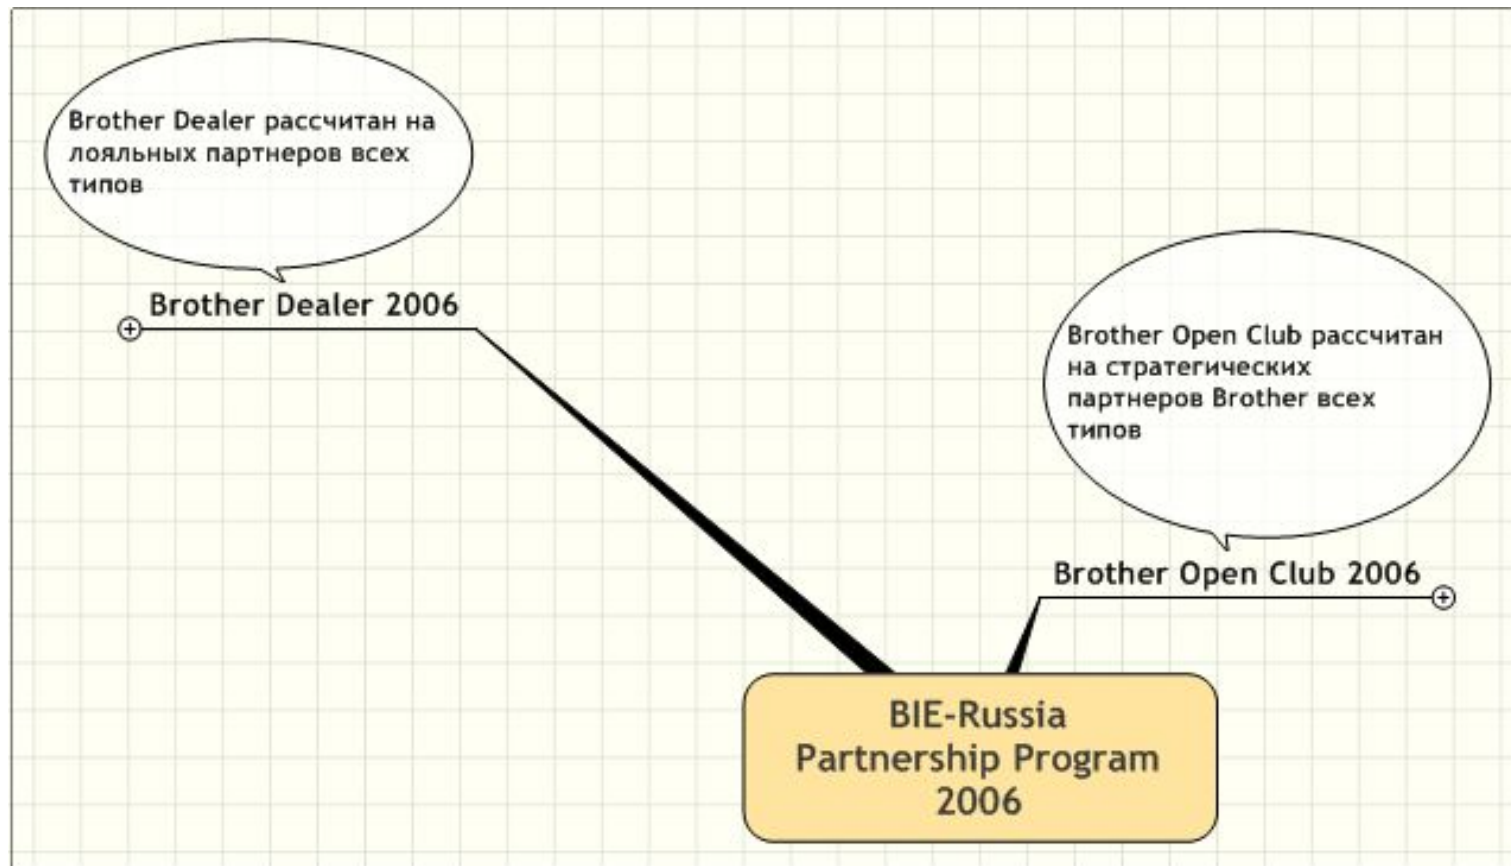 Brother Dealer рассчитан на
лояльных партнеров всех
типов
Brother Dealer 2006
Brother Open Club рассчитан
на стратегических
партнеров Brother всех
типов
Brother Open Club 2006
BIE-Russia
Partnership Program
2006